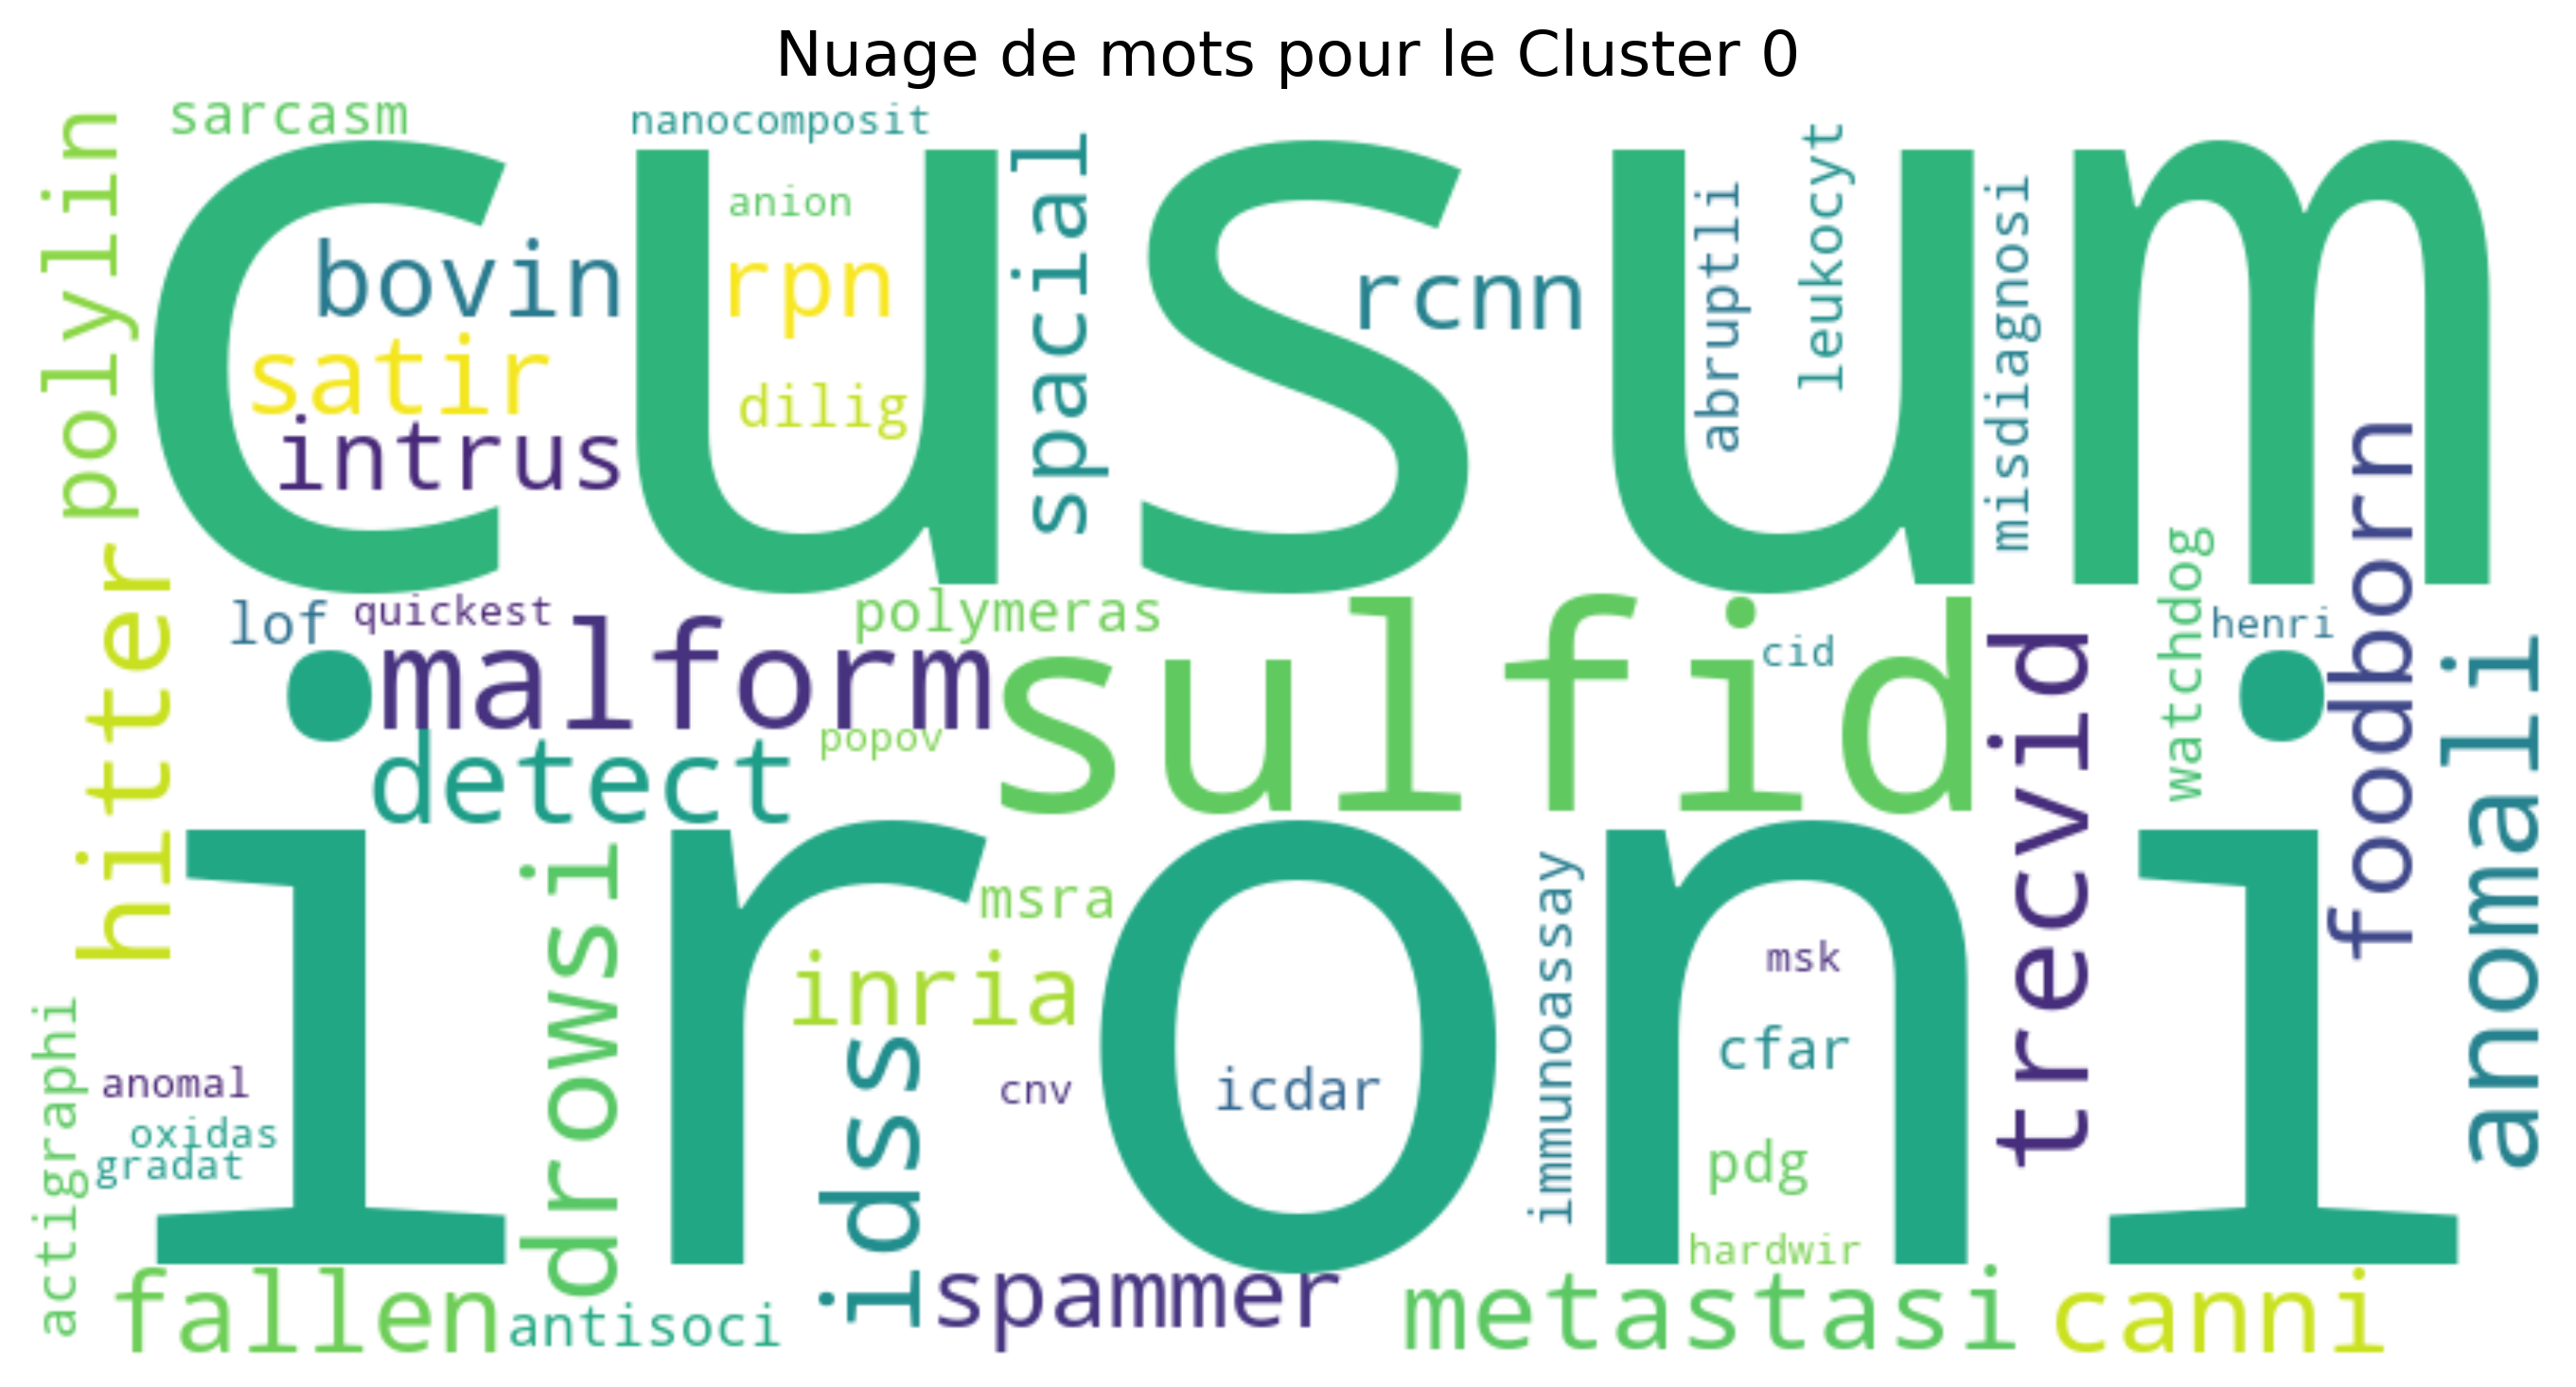 Nuage de mots pour le Cluster 0
sarcasm
nanocomposit
polylin
cusum
anion
spacial
abruptli
leukocyt
misdiagnosi
bovin
rpn
rcnn
satir
dilig
intrus
foodborn
hitter
lof
quickest
polymeras
watchdog
henri
malform
sulfid
cid
trecvid
anomali
popov
detect
ironi
drowsi
msra
immunoassay
msk
inria
actigraphi
idss
cfar
anomal
cnv
icdar
oxidas
gradat
pdg
hardwir
fallen
antisoci
spammer
metastasi
canni